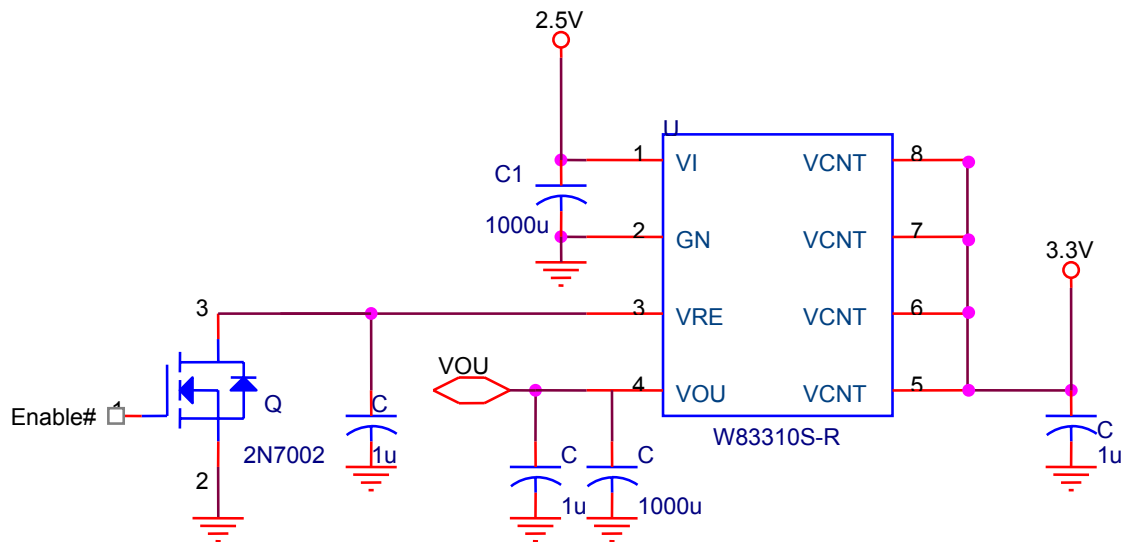 2.5V
U
1 VI VCNT 8
C1
1000u
2 GN VCNT 7
3.3V
3
3 VRE VCNT 6
VOU
4 VOU VCNT 5
Enable# 1
Q
C
C
W83310S-R
2N7002
1u
C
C
1u
2
1u
1000u